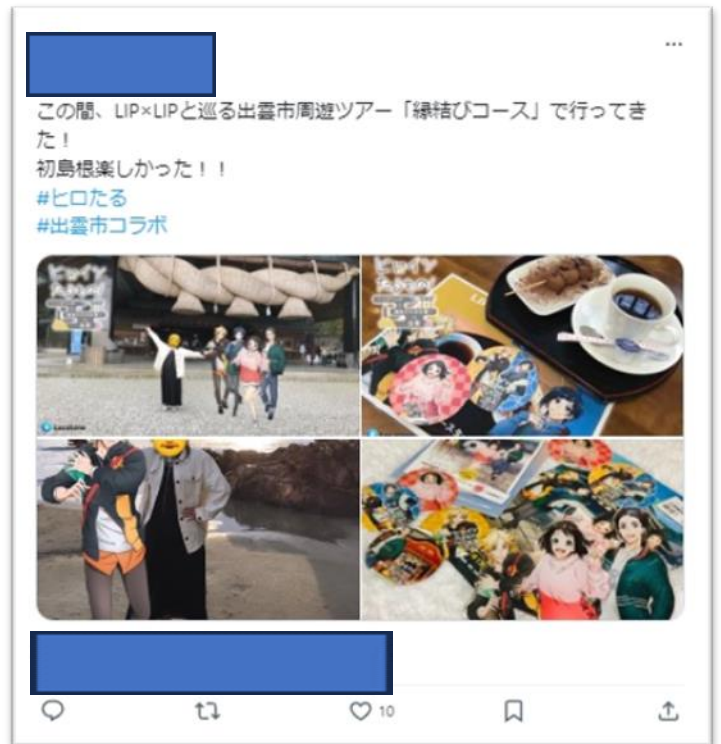 この間、LIP×LIPと巡る出雲市周遊ツアー「縁結びコース」で行ってき
た！
初島根楽しかった！！
#ヒロたる
#出雲市コラボ
10